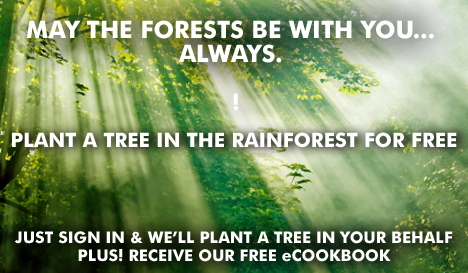 MAY THE FORESTS BE WITH YOU...
ALWAYS.
!
PLANT A TREE IN THE RAINFOREST FOR FREE
JUST SIGN IN & WE'LL PLANT A TREE IN YOUR BEHALF
PLUS! RECEIVE OUR FREE eCOOKBOOK